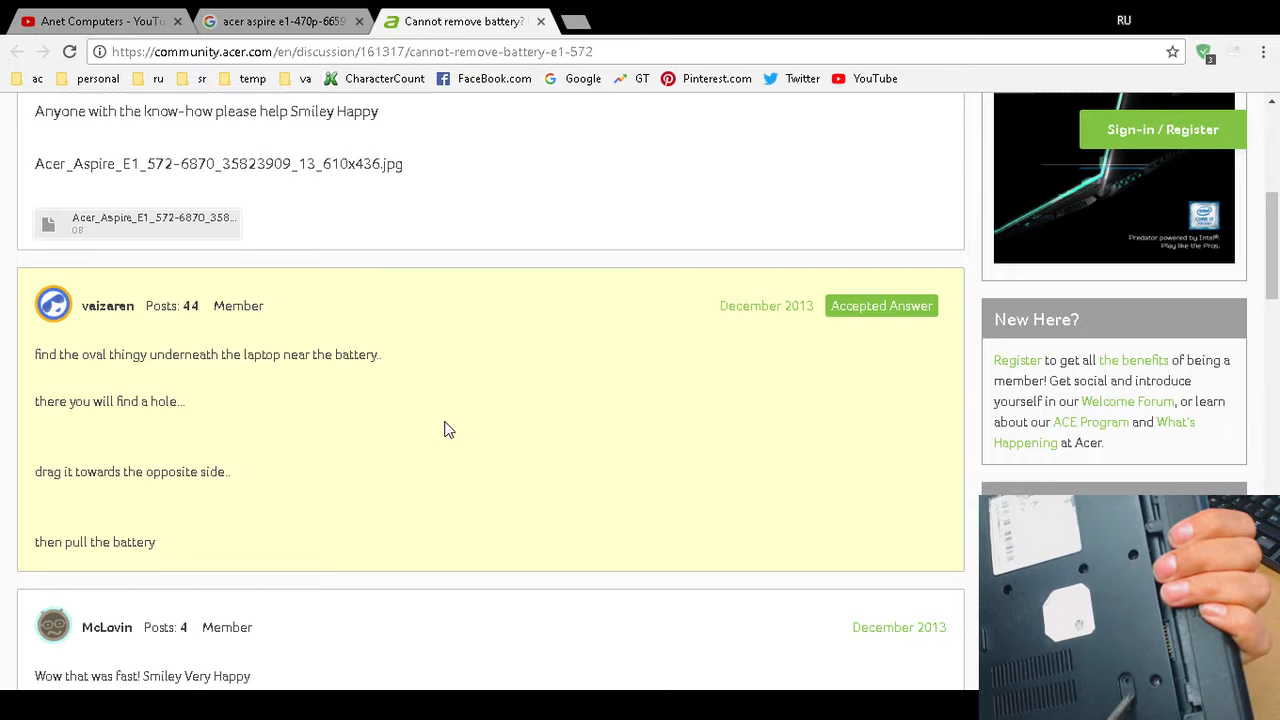 RU
Anet Computers - YouTu
acer aspire e1-470p-6659
Cannot remove battery?
https://community.acer.com/en/discussion/161317/cannot-remove-battery-e1-572
3
ac
personal
ru
sr
temp
va
CharacterCount
FaceBook.com
Google
GT
Pinterest.com
Twitter
YouTube
Anyone with the know-how please help Smiley Happy
Acer_Aspire_E1_572-6870_35823909_13_610x436.jpg
Acer_Aspire_E1_572-6870_358...
0B
vaizaren Posts: 44 Member December 2013 Accepted Answer
find the oval thingy underneath the laptop near the battery..
there you will find a hole...
drag it towards the opposite side..
then pull the battery
McLovin Posts: 4 Member December 2013
Wow that was fast! Smiley Very Happy
Sign-in / Register
Predator powered by Intel®.
Play like the Pros.
New Here?
Register to get all the benefits of being a
member! Get social and introduce
yourself in our Welcome Forum, or learn
about our ACE Program and What's
Happening at Acer.